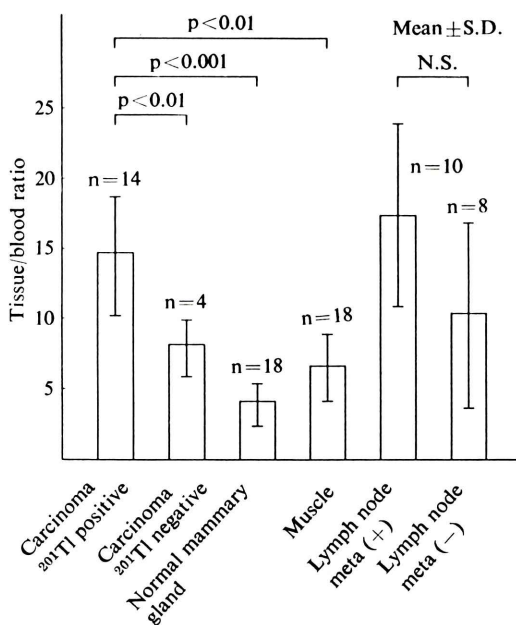 p<0.01
Mean±S.D.
p<0.001
N.S.
p<0.01
25
20
15
10
5
Tissue/blood ratio
n=14
n=4
n=18
n=18
n=10
n=8
Carcinoma
²⁰¹Tl positive
Carcinoma
²⁰¹Tl negative
Normal mammary
gland
Muscle
Lymph node
meta (+)
Lymph node
meta (−)